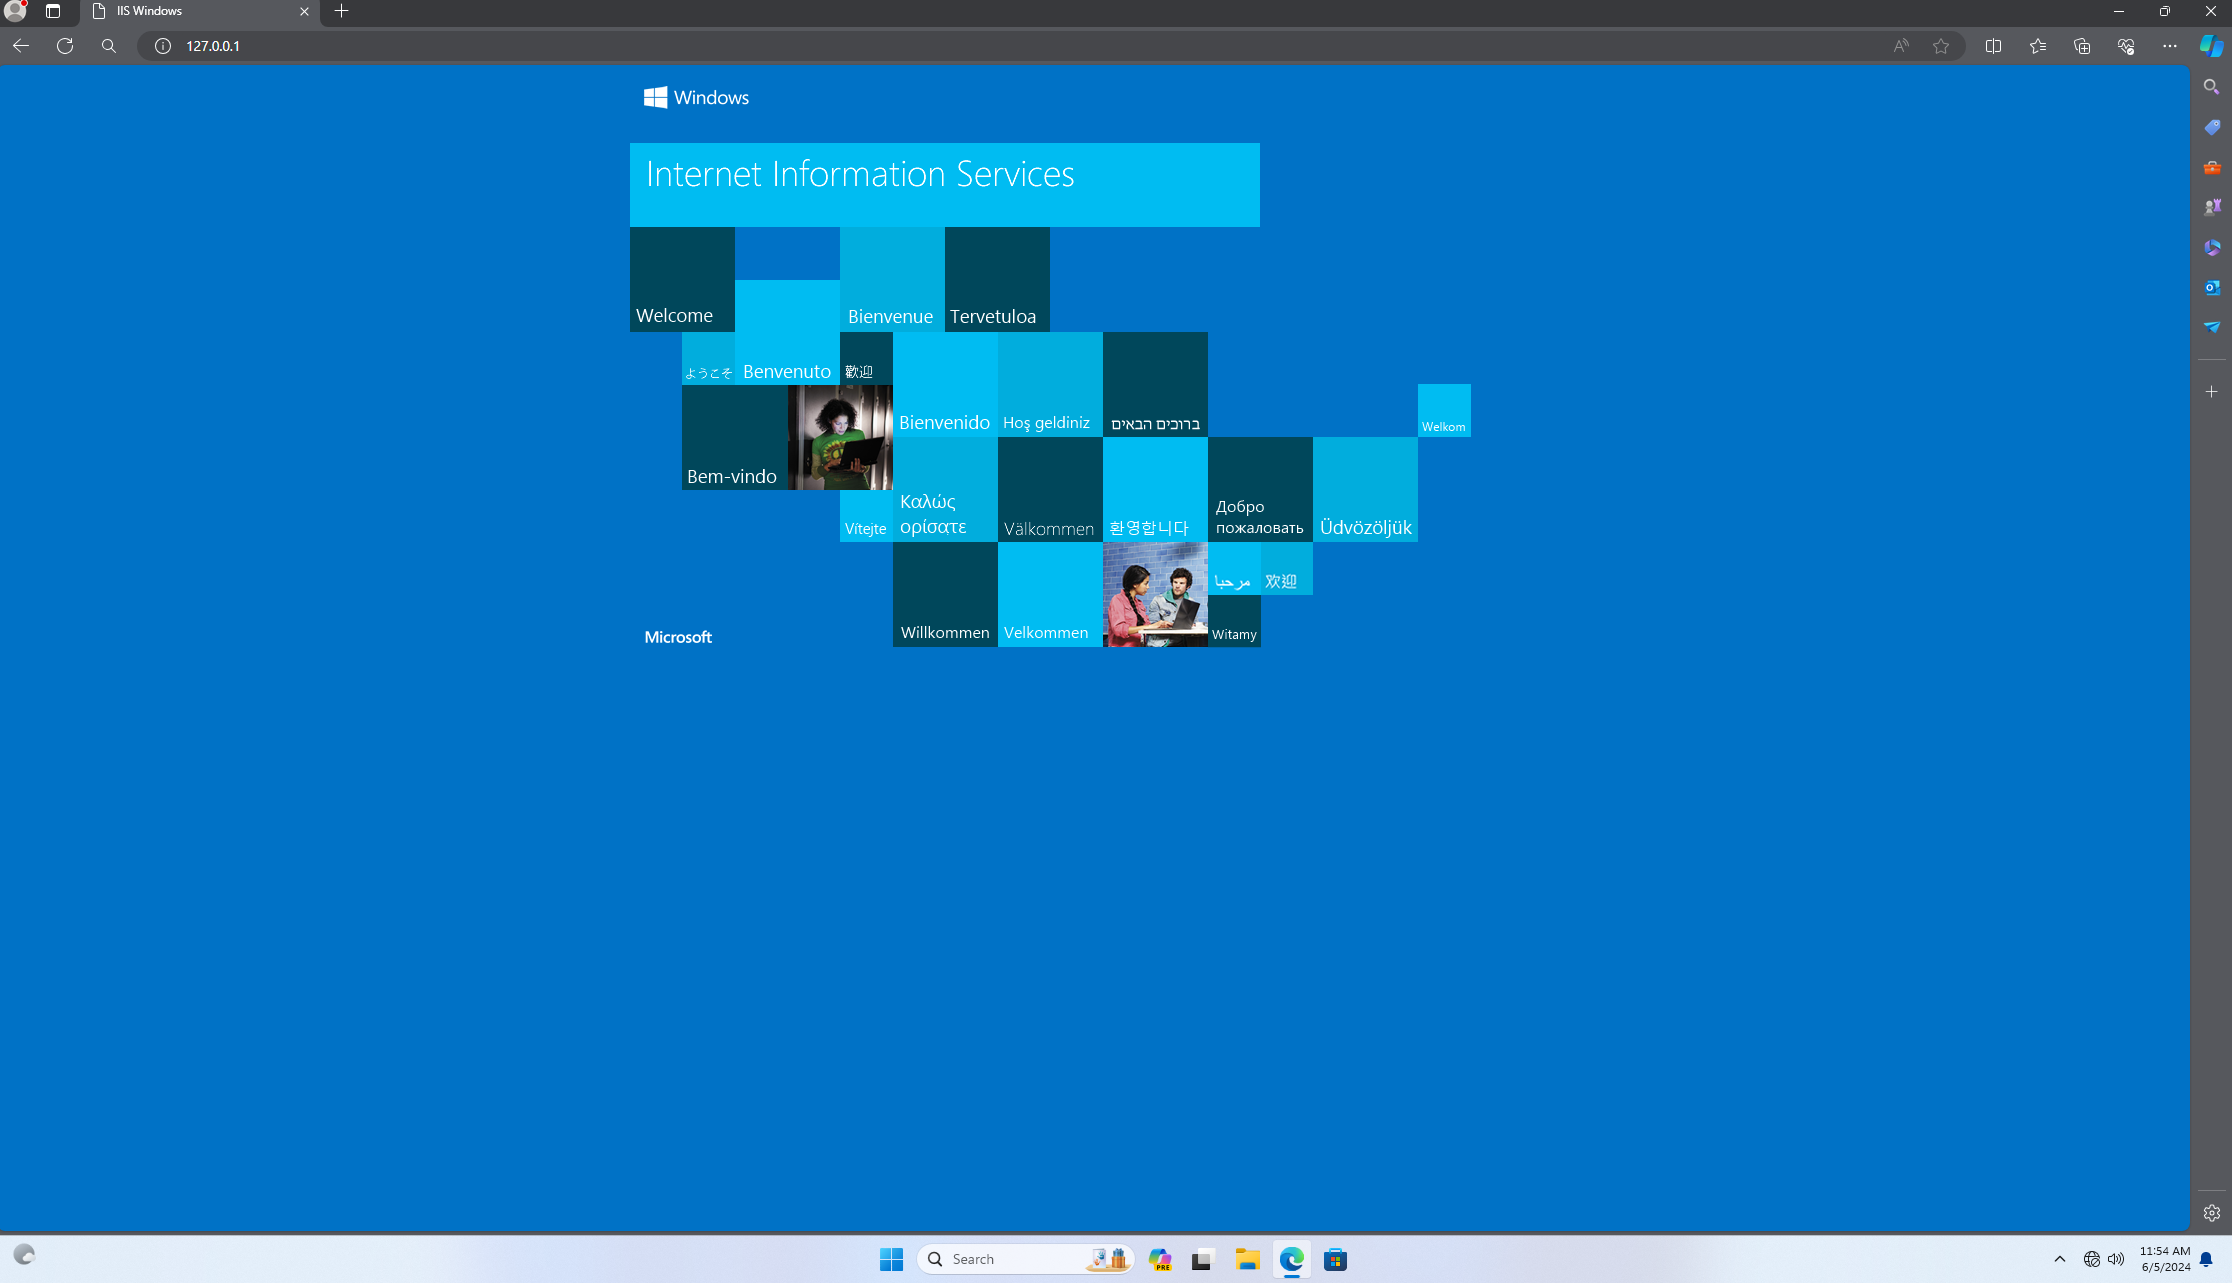 IIS Windows
127.0.0.1
Windows
Internet Information Services
Welcome
Bienvenue
Tervetuloa
ようこそ
Benvenuto
歡迎
Bienvenido
Hoş geldiniz
ברוכים הבאים
Welkom
Bem-vindo
Vítejte
Καλώς
ορίσατε
Välkommen
환영합니다
Добро
пожаловать
Üdvözöljük
مرحبا
欢迎
Microsoft
Willkommen
Velkommen
Witamy
Search
PRE
11:54 AM
6/5/2024